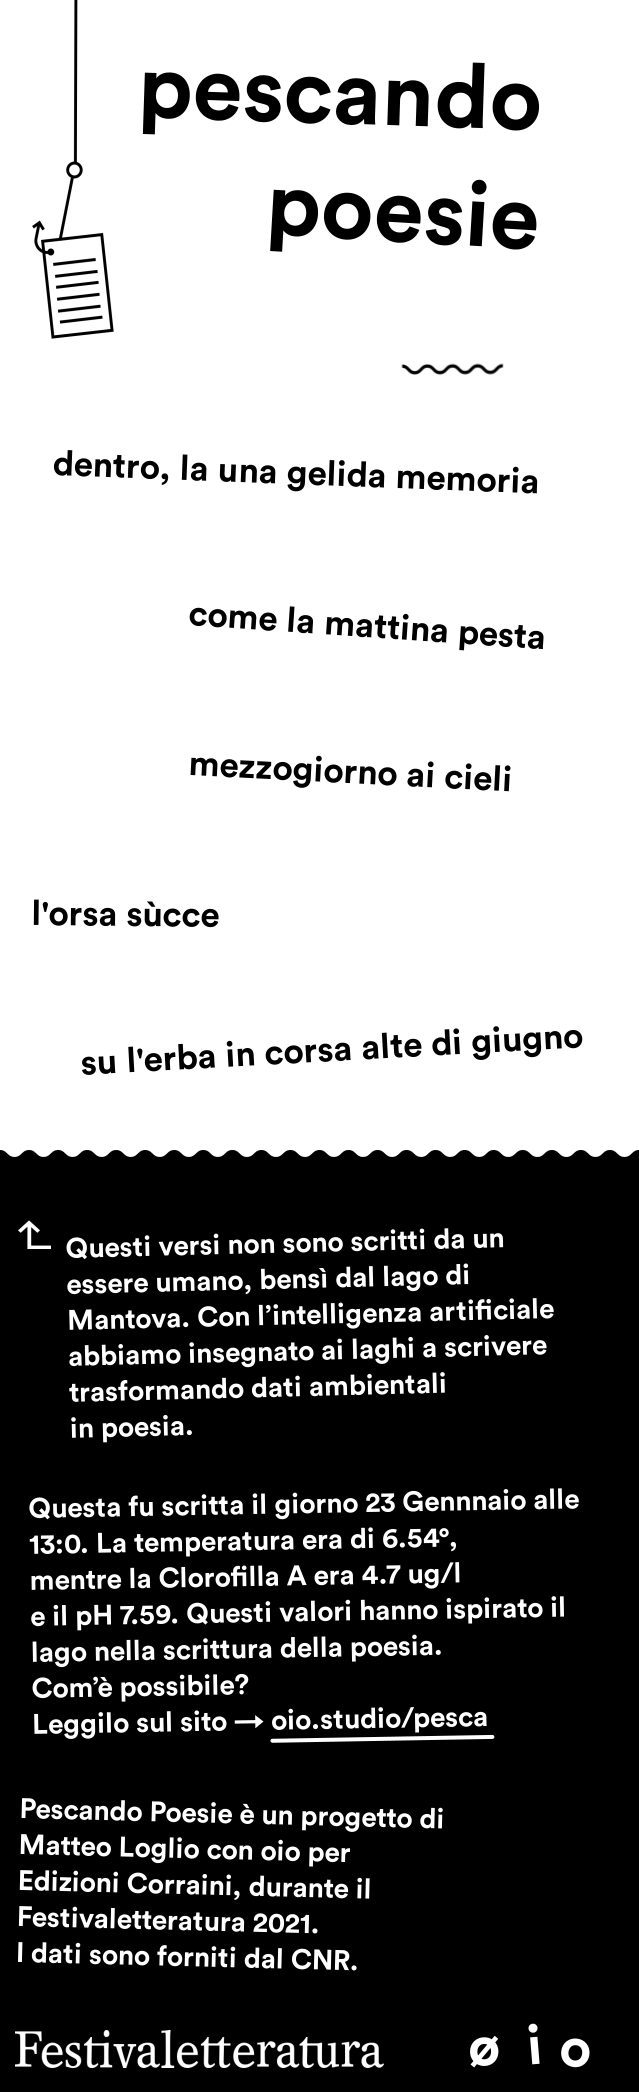 pescando
poesie
dentro, la una gelida memoria
come la mattina pesta
mezzogiorno ai cieli
l'orsa sùcce
su l'erba in corsa alte di giugno
Questi versi non sono scritti da un
essere umano, bensì dal lago di
Mantova. Con l’intelligenza artificiale
abbiamo insegnato ai laghi a scrivere
trasformando dati ambientali
in poesia.
Questa fu scritta il giorno 23 Gennnaio alle
13:0. La temperatura era di 6.54°,
mentre la Clorofilla A era 4.7 ug/l
e il pH 7.59. Questi valori hanno ispirato il
lago nella scrittura della poesia.
Com’è possibile?
Leggilo sul sito → oio.studio/pesca
Pescando Poesie è un progetto di
Matteo Loglio con oio per
Edizioni Corraini, durante il
Festivaletteratura 2021.
I dati sono forniti dal CNR.
Festivaletteratura ø i o